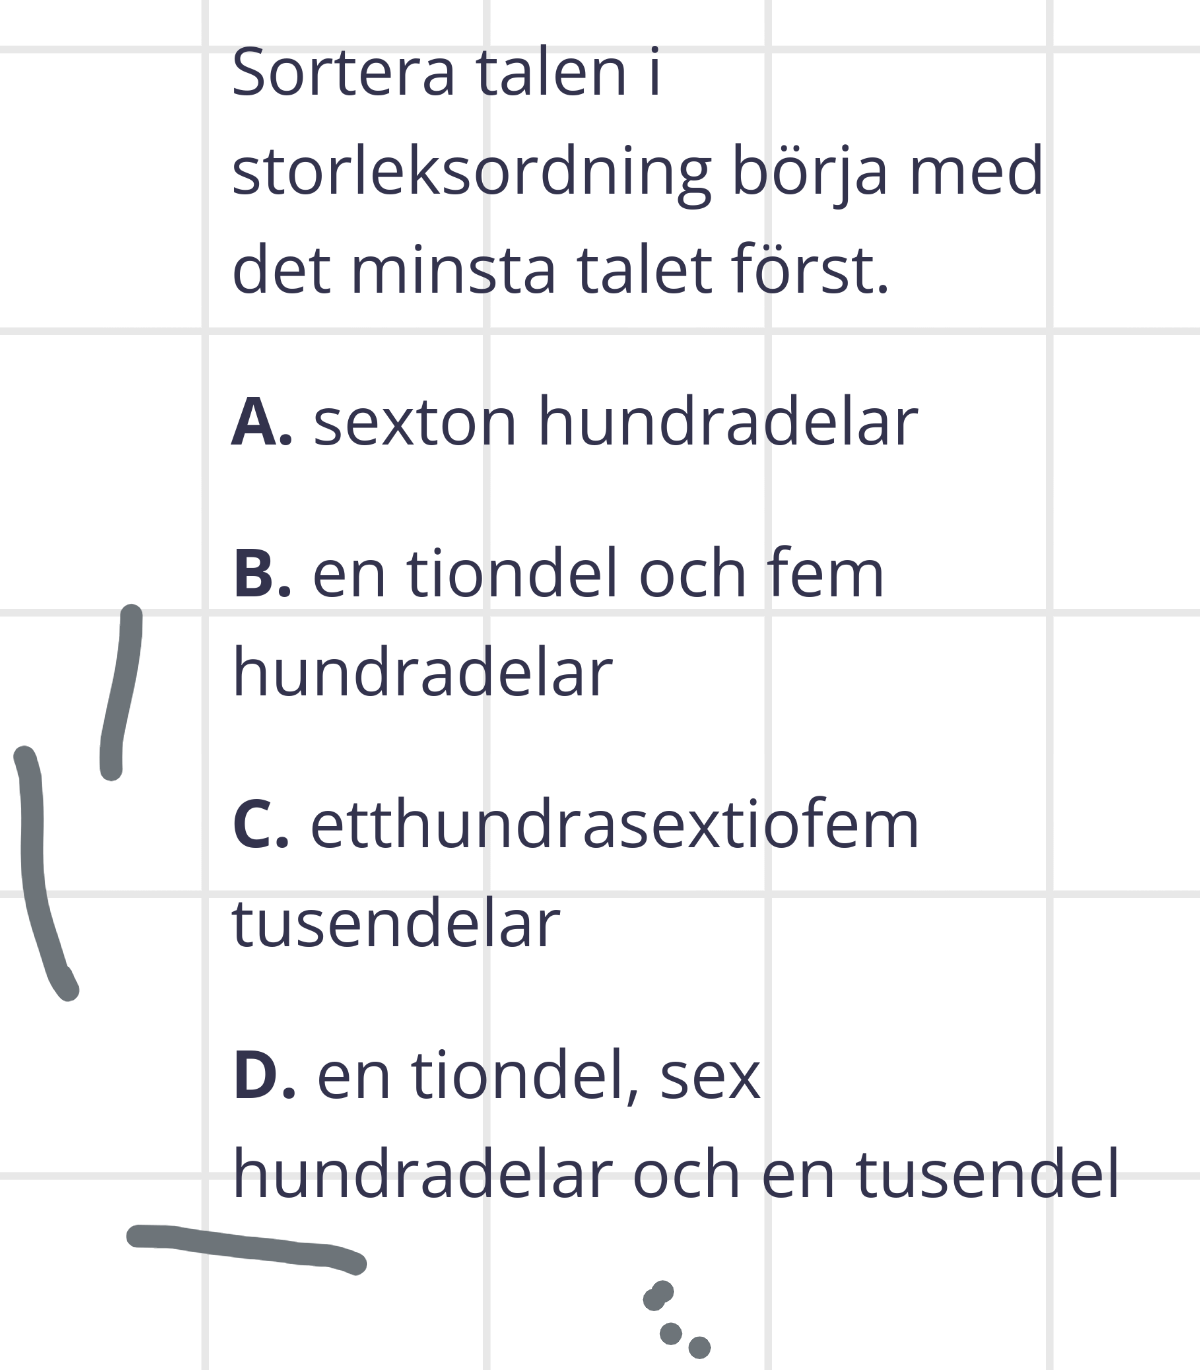 Sortera talen i
storleksordning börja med
det minsta talet först.
A. sexton hundradelar
B. en tiondel och fem
hundradelar
C. etthundrasextiofem
tusendelar
D. en tiondel, sex
hundradelar och en tusendel